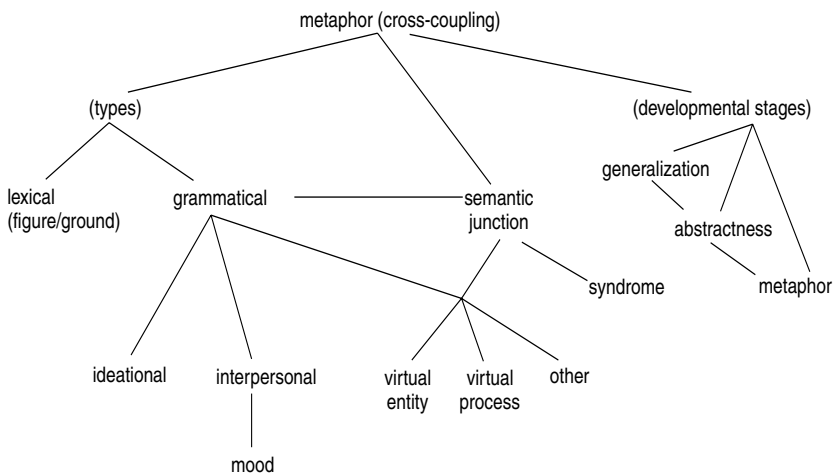 metaphor (cross-coupling)
(types)
(developmental stages)
generalization
lexical
(figure/ground)
grammatical
semantic
junction
abstractness
syndrome
metaphor
ideational
interpersonal
virtual
entity
virtual
process
other
mood